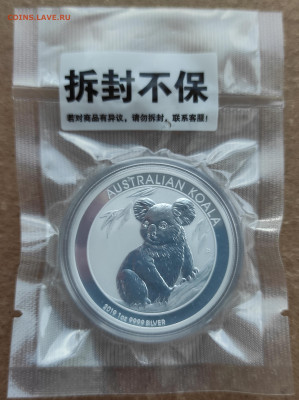 COINS.LAVE.RU
拆封不保
若对商品有异议，请勿拆封，联系客服！
AUSTRALIAN KOALA
2019 1oz 9999 SILVER